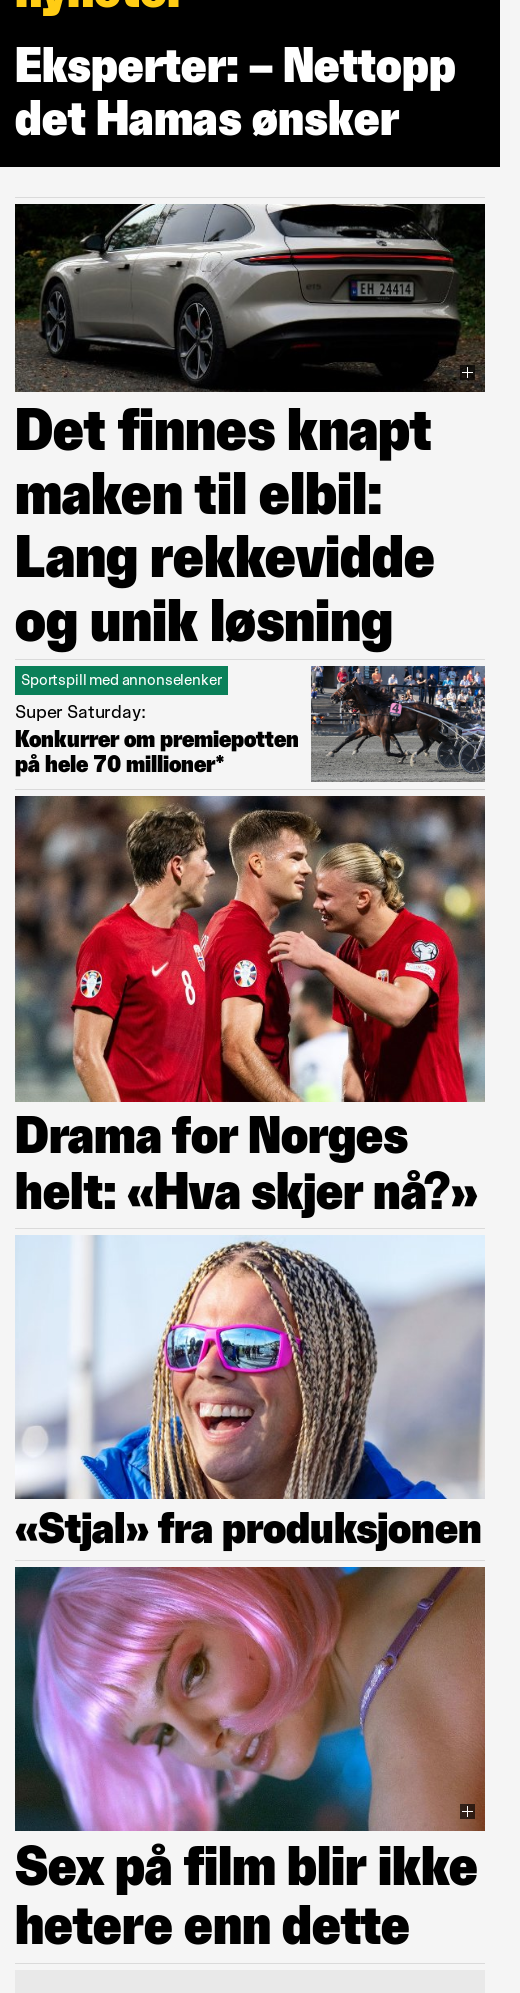 nyheter
Eksperter: – Nettopp
det Hamas ønsker
EH 24414
Det finnes knapt
maken til elbil:
Lang rekkevidde
og unik løsning
Sportspill med annonselenker
Super Saturday:
Konkurrer om premiepotten
på hele 70 millioner*
4
8
Drama for Norges
helt: «Hva skjer nå?»
«Stjal» fra produksjonen
Sex på film blir ikke
hetere enn dette